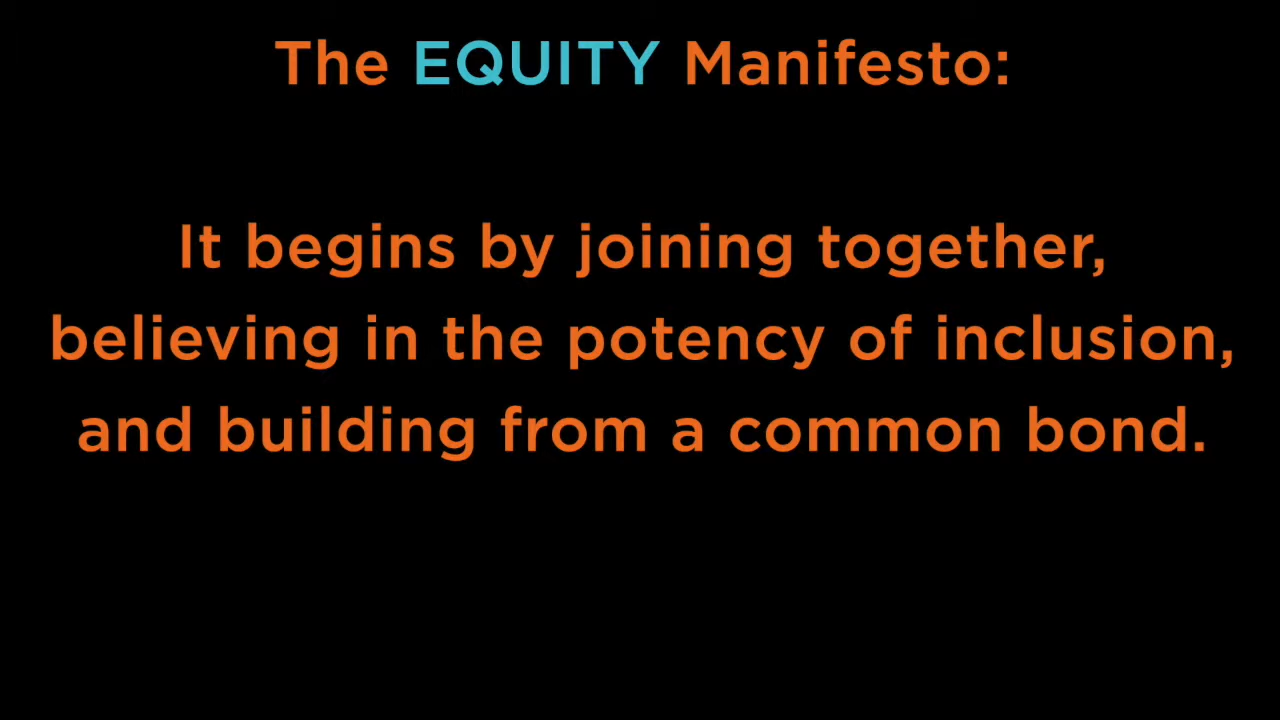 The EQUITY Manifesto:
It begins by joining together,
believing in the potency of inclusion,
and building from a common bond.